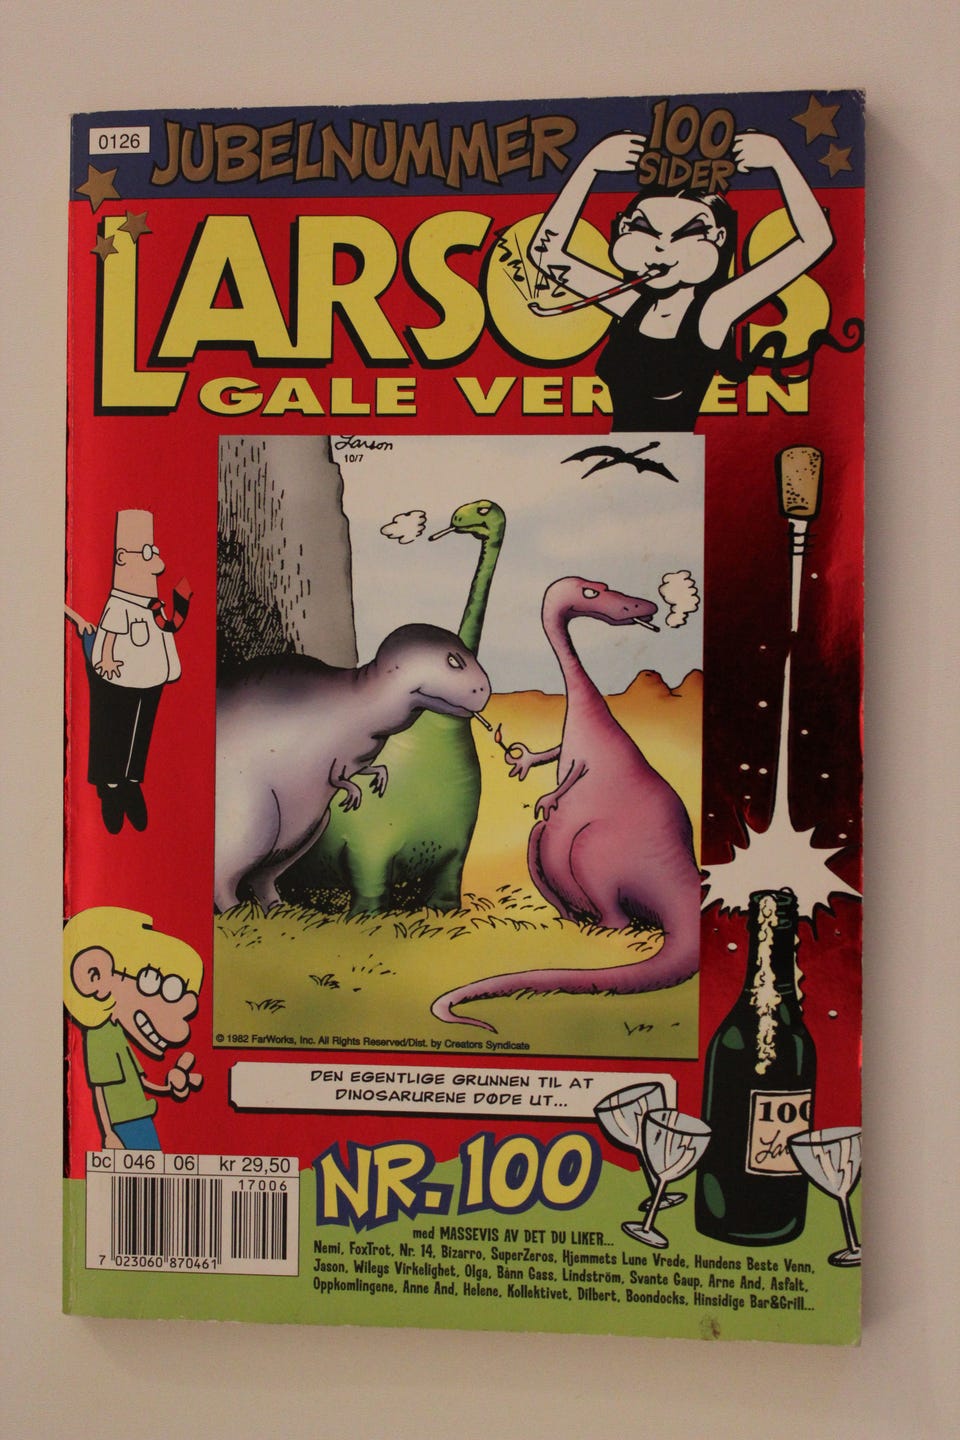 0126
JUBELNUMMER
100
SIDER
LARSONS
GALE VERDEN
Larson
10/7
© 1982 FarWorks, Inc. All Rights Reserved/Dist. by Creators Syndicate
DEN EGENTLIGE GRUNNEN TIL AT
DINOSARURENE DØDE UT...
100
Lar
bc 046 06 kr 29,50
17006
7 023060 870461
NR. 100
med MASSEVIS AV DET DU LIKER...
Nemi, FoxTrot, Nr. 14, Bizarro, SuperZeros, Hjemmets Lune Vrede, Hundens Beste Venn,
Jason, Wileys Virkelighet, Olga, Bånn Gass, Lindström, Svante Gaup, Arne And, Asfalt,
Oppkomlingene, Anne And, Helene, Kollektivet, Dilbert, Boondocks, Hinsidige Bar&Grill...